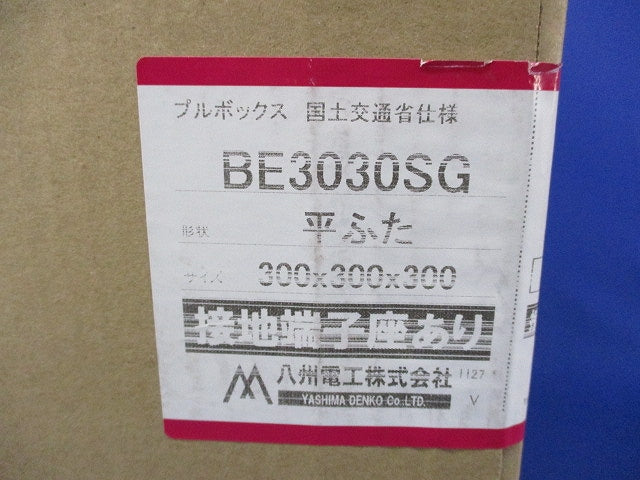 プルボックス 国土交通省仕様
BE3030SG
形状 平ふた
サイズ 300x300x300
接地端子座あり
八州電工株式会社 1127
YASHIMA DENKO Co.LTD. V